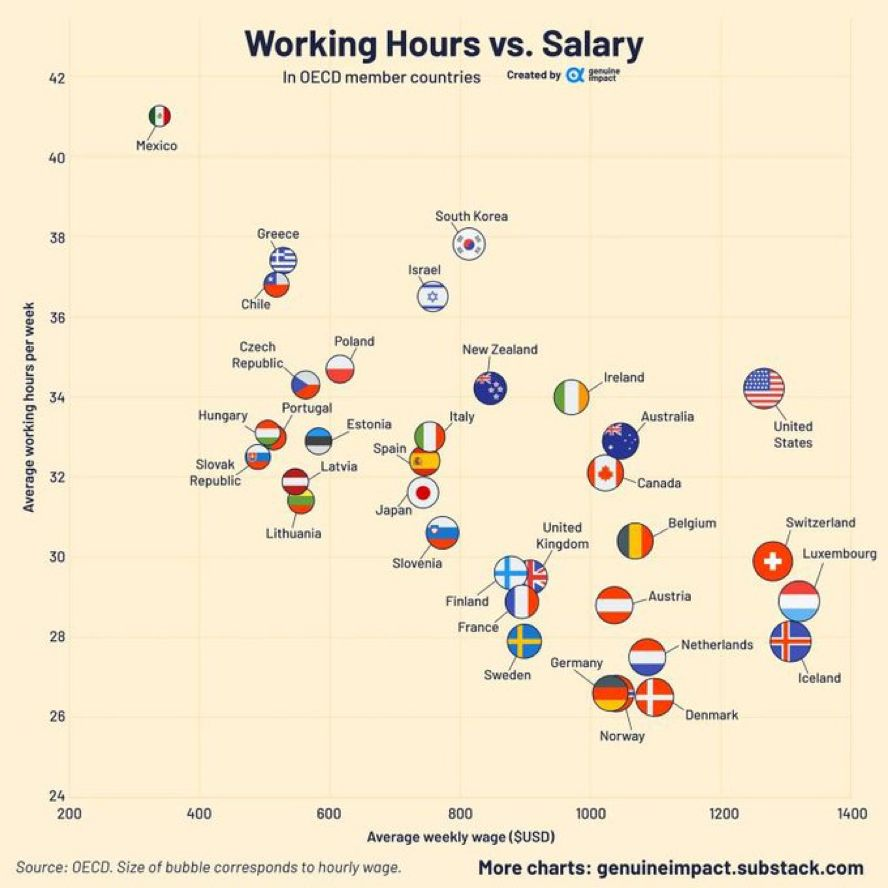 Working Hours vs. Salary
In OECD member countries
Created by genuine impact
42
40
38
36
34
32
30
28
26
24
Average working hours per week
Mexico
South Korea
Greece
Israel
Chile
Poland
Czech
Republic
New Zealand
Ireland
United
States
Hungary
Portugal
Estonia
Italy
Australia
Spain
Slovak
Republic
Latvia
Canada
Japan
Lithuania
Slovenia
United
Kingdom
Belgium
Switzerland
Luxembourg
Finland
Austria
France
Sweden
Netherlands
Germany
Iceland
Denmark
Norway
200
400
600
800
1000
1200
1400
Average weekly wage ($USD)
Source: OECD. Size of bubble corresponds to hourly wage.
More charts: genuineimpact.substack.com